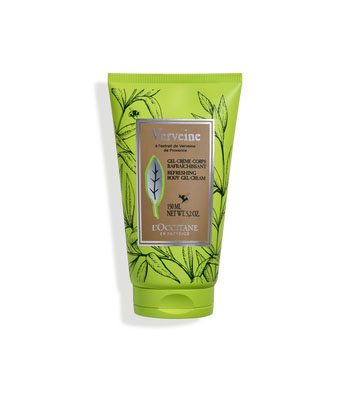 Verveine
à l'extrait de Verveine
de Provence
GEL-CRÈME CORPS
RAFRAÎCHISSANT
REFRESHING
BODY GEL CREAM
150 ML
NET WT. 5.2 OZ.
L'OCCITANE
EN PROVENCE